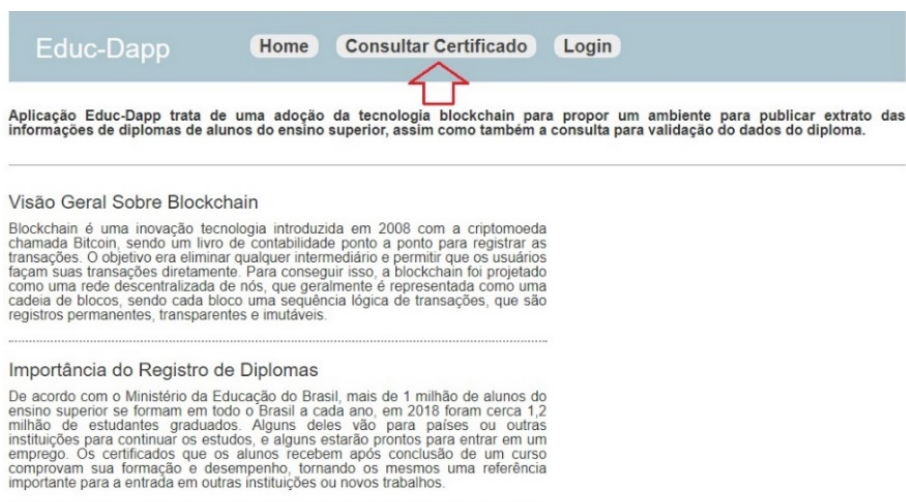 Educ-Dapp Home Consultar Certificado Login
Aplicação Educ-Dapp trata de uma adoção da tecnologia blockchain para propor um ambiente para publicar extrato das
informações de diplomas de alunos do ensino superior, assim como também a consulta para validação do dados do diploma.
Visão Geral Sobre Blockchain
Blockchain é uma inovação tecnologia introduzida em 2008 com a criptomoeda
chamada Bitcoin, sendo um livro de contabilidade ponto a ponto para registrar as
transações. O objetivo era eliminar qualquer intermediário e permitir que os usuários
façam suas transações diretamente. Para conseguir isso, a blockchain foi projetado
como uma rede descentralizada de nós, que geralmente é representada como uma
cadeia de blocos, sendo cada bloco uma sequência lógica de transações, que são
registros permanentes, transparentes e imutáveis.
Importância do Registro de Diplomas
De acordo com o Ministério da Educação do Brasil, mais de 1 milhão de alunos do
ensino superior se formam em todo o Brasil a cada ano, em 2018 foram cerca 1,2
milhão de estudantes graduados. Alguns deles vão para países ou outras
instituições para continuar os estudos, e alguns estarão prontos para entrar em um
emprego. Os certificados que os alunos recebem após conclusão de um curso
comprovam sua formação e desempenho, tornando os mesmos uma referência
importante para a entrada em outras instituições ou novos trabalhos.